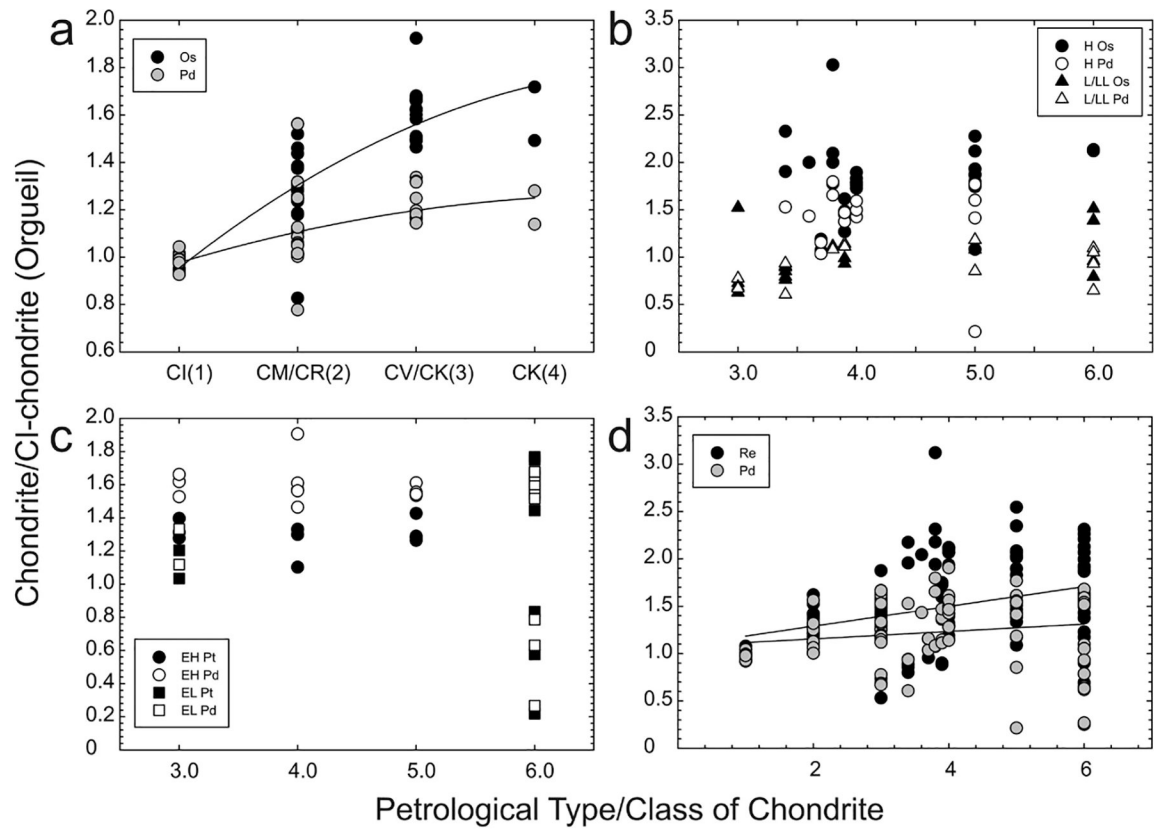 Chondrite/CI-chondrite (Orgueil)
a
2.0
1.8
1.6
1.4
1.2
1.0
0.8
0.6
Os
Pd
CI(1) CM/CR(2) CV/CK(3) CK(4)
b
3.5
3.0
2.5
2.0
1.5
1.0
0.5
0
H Os
H Pd
L/LL Os
L/LL Pd
3.0 4.0 5.0 6.0
c
2.0
1.8
1.6
1.4
1.2
1.0
0.8
0.6
0.4
0.2
0
EH Pt
EH Pd
EL Pt
EL Pd
3.0 4.0 5.0 6.0
d
3.5
3.0
2.5
2.0
1.5
1.0
0.5
0
Re
Pd
2 4 6
Petrological Type/Class of Chondrite